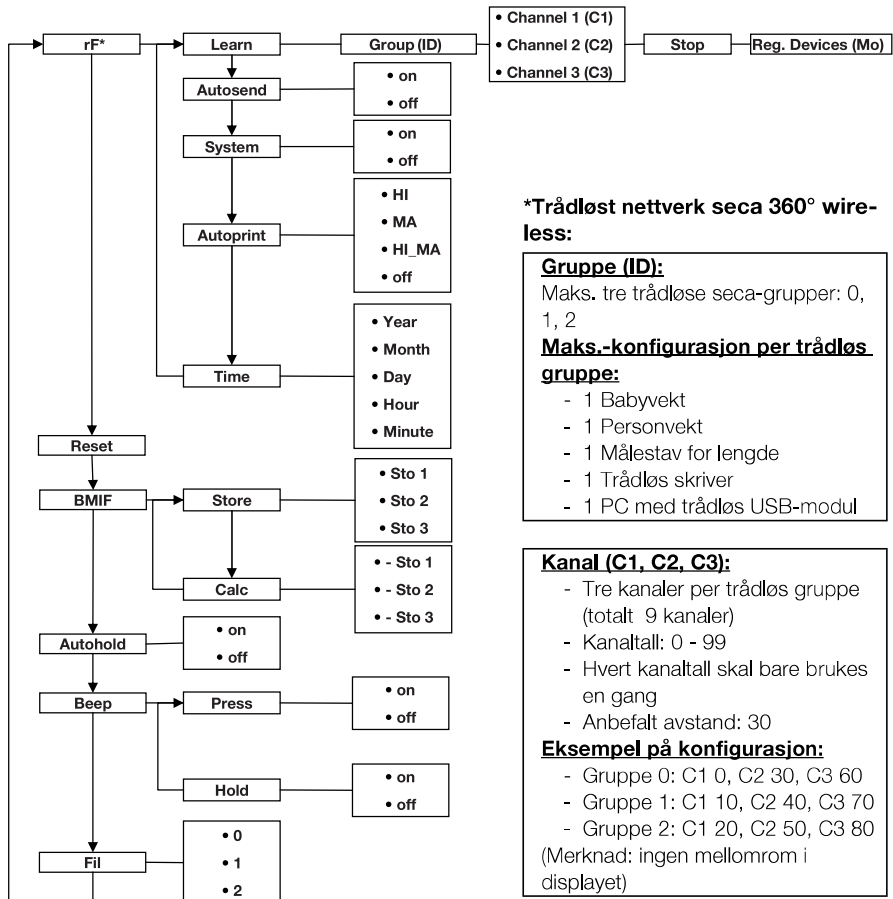 rF*
Learn
Group (ID)
• Channel 1 (C1)
• Channel 2 (C2)
• Channel 3 (C3)
Stop
Reg. Devices (Mo)
Autosend
• on
• off
System
• on
• off
Autoprint
• HI
• MA
• HI_MA
• off
Time
• Year
• Month
• Day
• Hour
• Minute
Reset
BMIF
Store
• Sto 1
• Sto 2
• Sto 3
Calc
• - Sto 1
• - Sto 2
• - Sto 3
Autohold
• on
• off
Beep
Press
• on
• off
Hold
• on
• off
Fil
• 0
• 1
• 2
*Trådløst nettverk seca 360° wire-
less:
Gruppe (ID):
Maks. tre trådløse seca-grupper: 0,
1, 2
Maks.-konfigurasjon per trådløs
gruppe:
- 1 Babyvekt
- 1 Personvekt
- 1 Målestav for lengde
- 1 Trådløs skriver
- 1 PC med trådløs USB-modul
Kanal (C1, C2, C3):
- Tre kanaler per trådløs gruppe
(totalt 9 kanaler)
- Kanaltall: 0 - 99
- Hvert kanaltall skal bare brukes
en gang
- Anbefalt avstand: 30
Eksempel på konfigurasjon:
- Gruppe 0: C1 0, C2 30, C3 60
- Gruppe 1: C1 10, C2 40, C3 70
- Gruppe 2: C1 20, C2 50, C3 80
(Merknad: ingen mellomrom i
displayet)